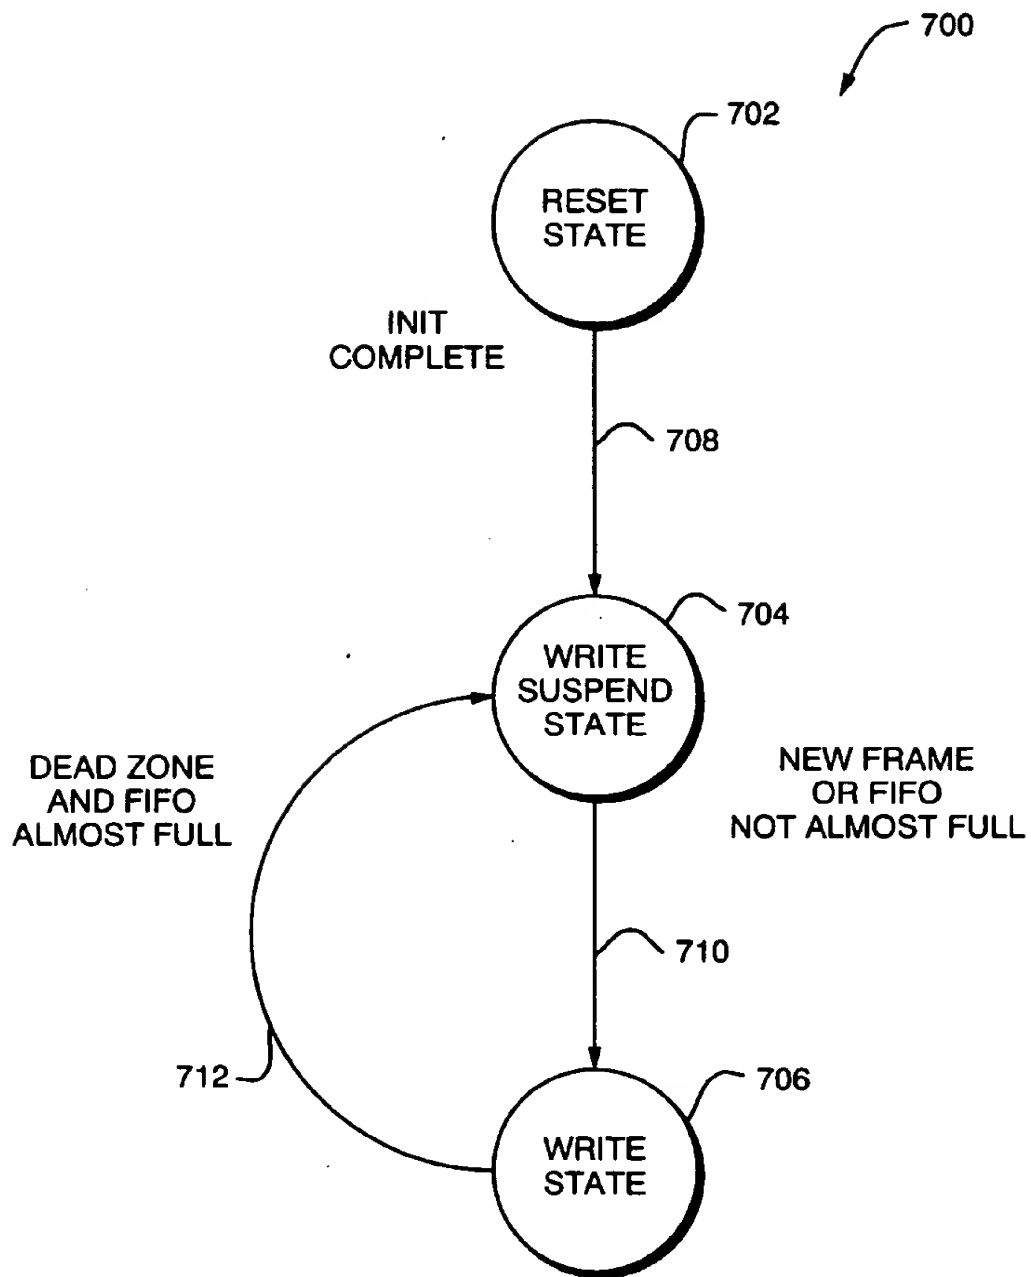 700
702
RESET
STATE
INIT
COMPLETE
708
704
WRITE
SUSPEND
STATE
DEAD ZONE
AND FIFO
ALMOST FULL
NEW FRAME
OR FIFO
NOT ALMOST FULL
710
712
706
WRITE
STATE